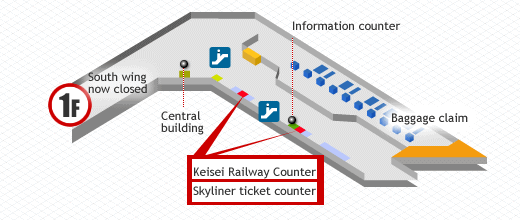 Information counter
South wing
now closed
1F
Central
building
Baggage claim
Keisei Railway Counter
Skyliner ticket counter